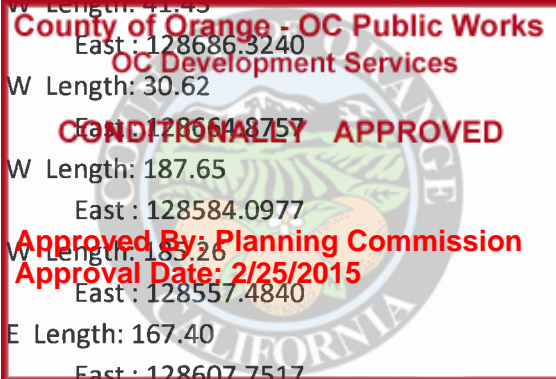 W Length: 41.43
County of Orange - OC Public Works
East : 128686.3240
OC Development Services
W Length: 30.62
East : 128664.8757
CONDITIONALLY APPROVED
W Length: 187.65
East : 128584.0977
Approved By: Planning Commission
W Length: 185.26
Approval Date: 2/25/2015
East : 128557.4840
E Length: 167.40
CALIFORNIA
East : 128607.7517